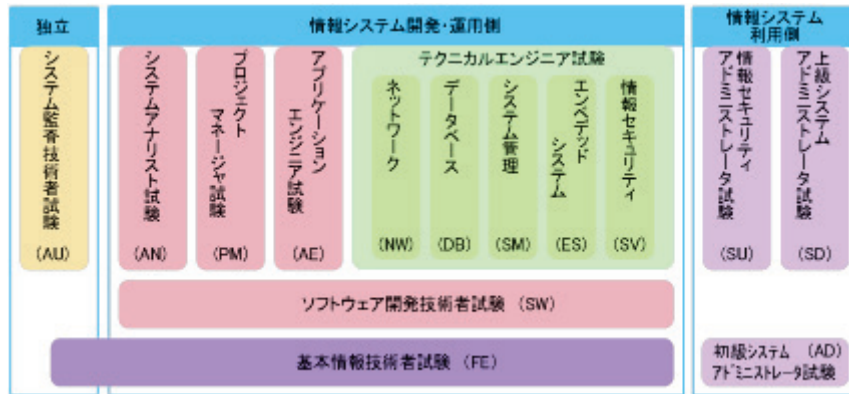 独立
システム監査技術者試験
(AU)
情報システム開発・運用側
システムアナリスト試験
(AN)
プロジェクト
マネージャ試験
(PM)
アプリケーション
エンジニア試験
(AE)
テクニカルエンジニア試験
ネットワーク
(NW)
データベース
(DB)
システム管理
(SM)
エンベデッド
システム
(ES)
情報セキュリティ
(SV)
ソフトウェア開発技術者試験 (SW)
基本情報技術者試験 (FE)
情報システム
利用側
情報セキュリティ
アドミニストレータ試験
(SU)
上級システム
アドミニストレータ試験
(SD)
初級システム (AD)
アドミニストレータ試験